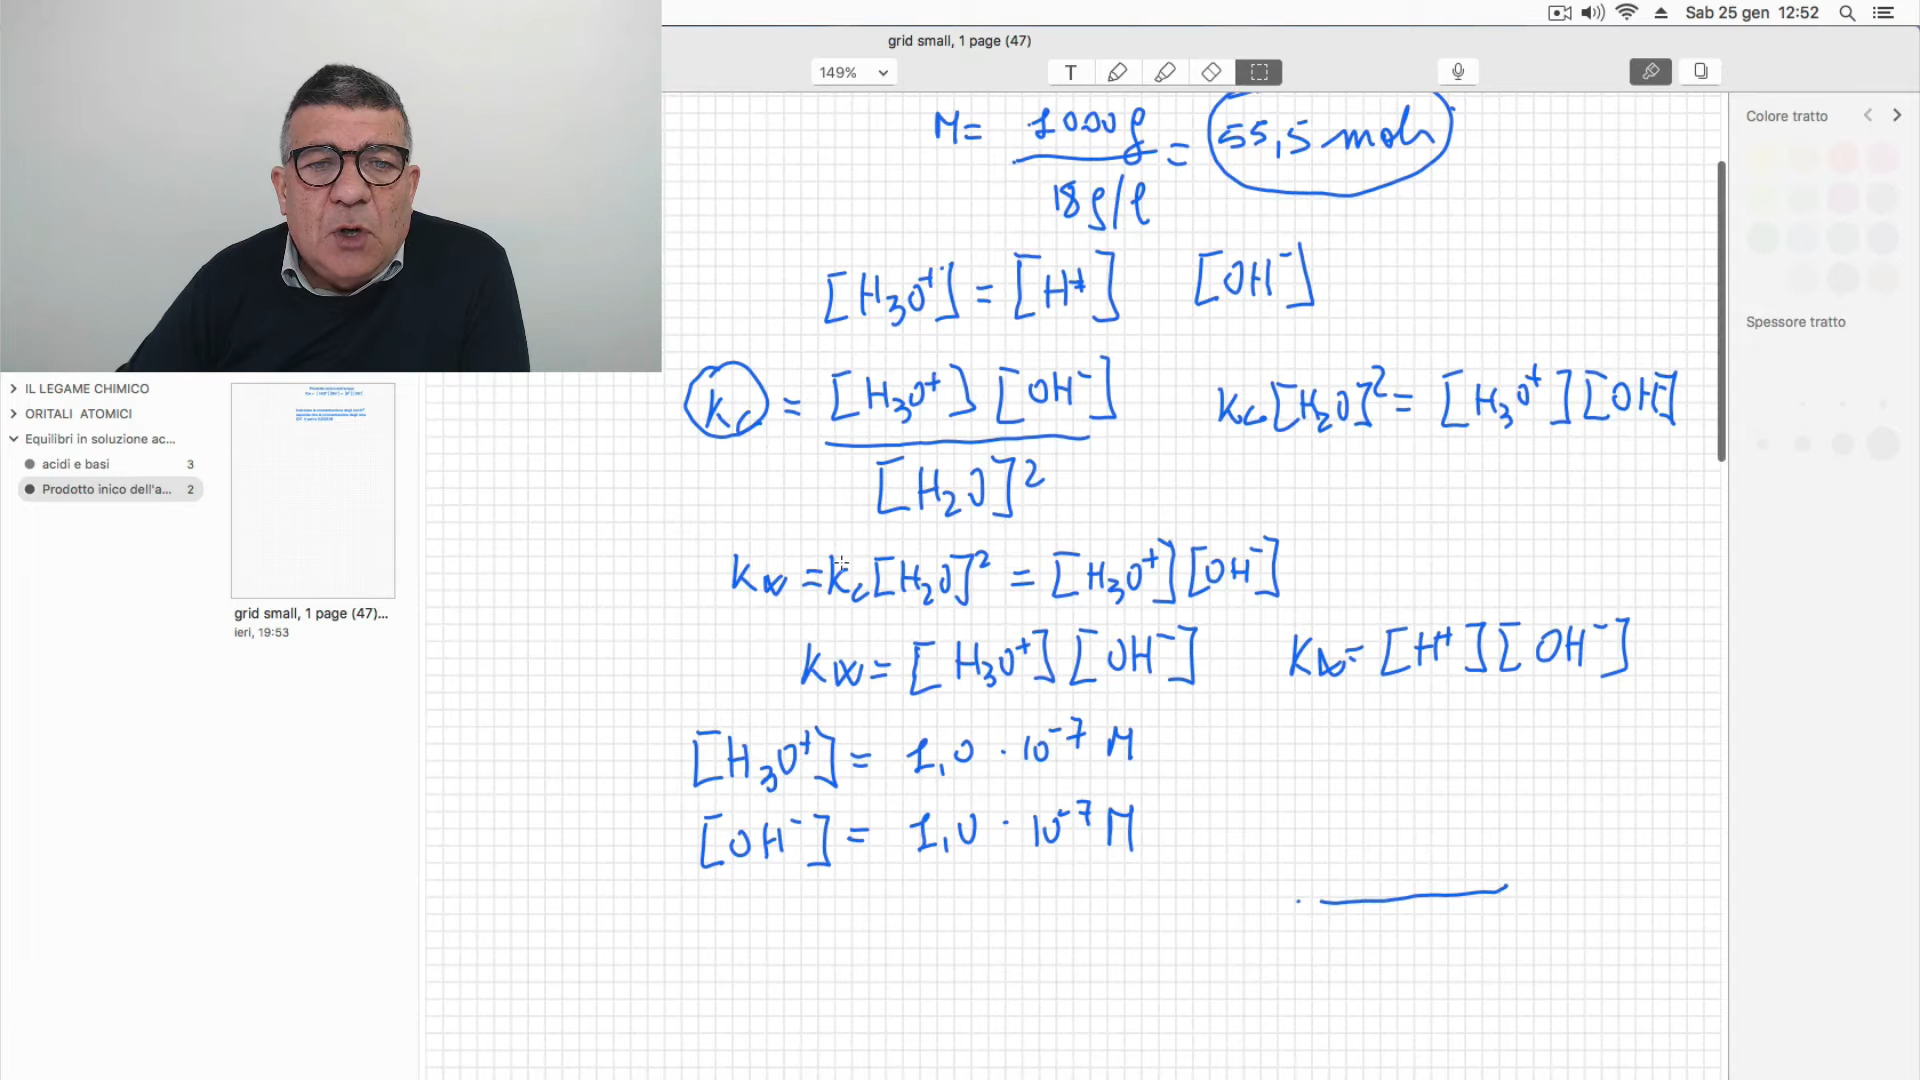 Sab 25 gen 12:52
grid small, 1 page (47)
149%
T
Colore tratto
Spessore tratto
IL LEGAME CHIMICO
ORITALI ATOMICI
Equilibri in soluzione ac...
acidi e basi 3
Prodotto inico dell'a... 2
grid small, 1 page (47)...
ieri, 19:53
M = 1000 g / 18 g/l = 55,5 moli
[H₃O⁺] = [H⁺] [OH⁻]
Kc = [H₃O⁺] [OH⁻] / [H₂O]² Kc [H₂O]² = [H₃O⁺] [OH⁻]
Kw = Kc [H₂O]² = [H₃O⁺] [OH⁻]
Kw = [H₃O⁺] [OH⁻] Kw = [H⁺] [OH⁻]
[H₃O⁺] = 1,0 · 10⁻⁷ M
[OH⁻] = 1,0 · 10⁻⁷ M